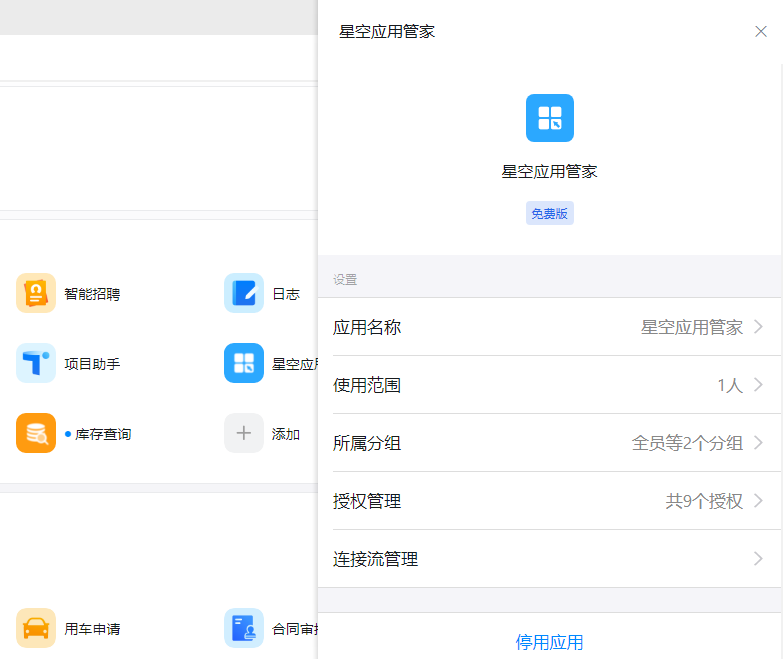 星空应用管家
星空应用管家
免费版
设置
应用名称 星空应用管家
使用范围 1人
所属分组 全员等2个分组
授权管理 共9个授权
连接流管理
停用应用
智能招聘 日志
项目助手 星空应
库存查询 添加
用车申请 合同审